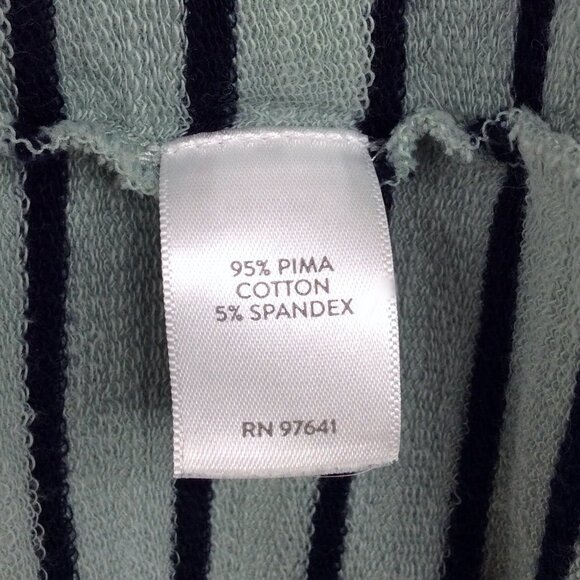 95% PIMA
COTTON
5% SPANDEX
RN 97641